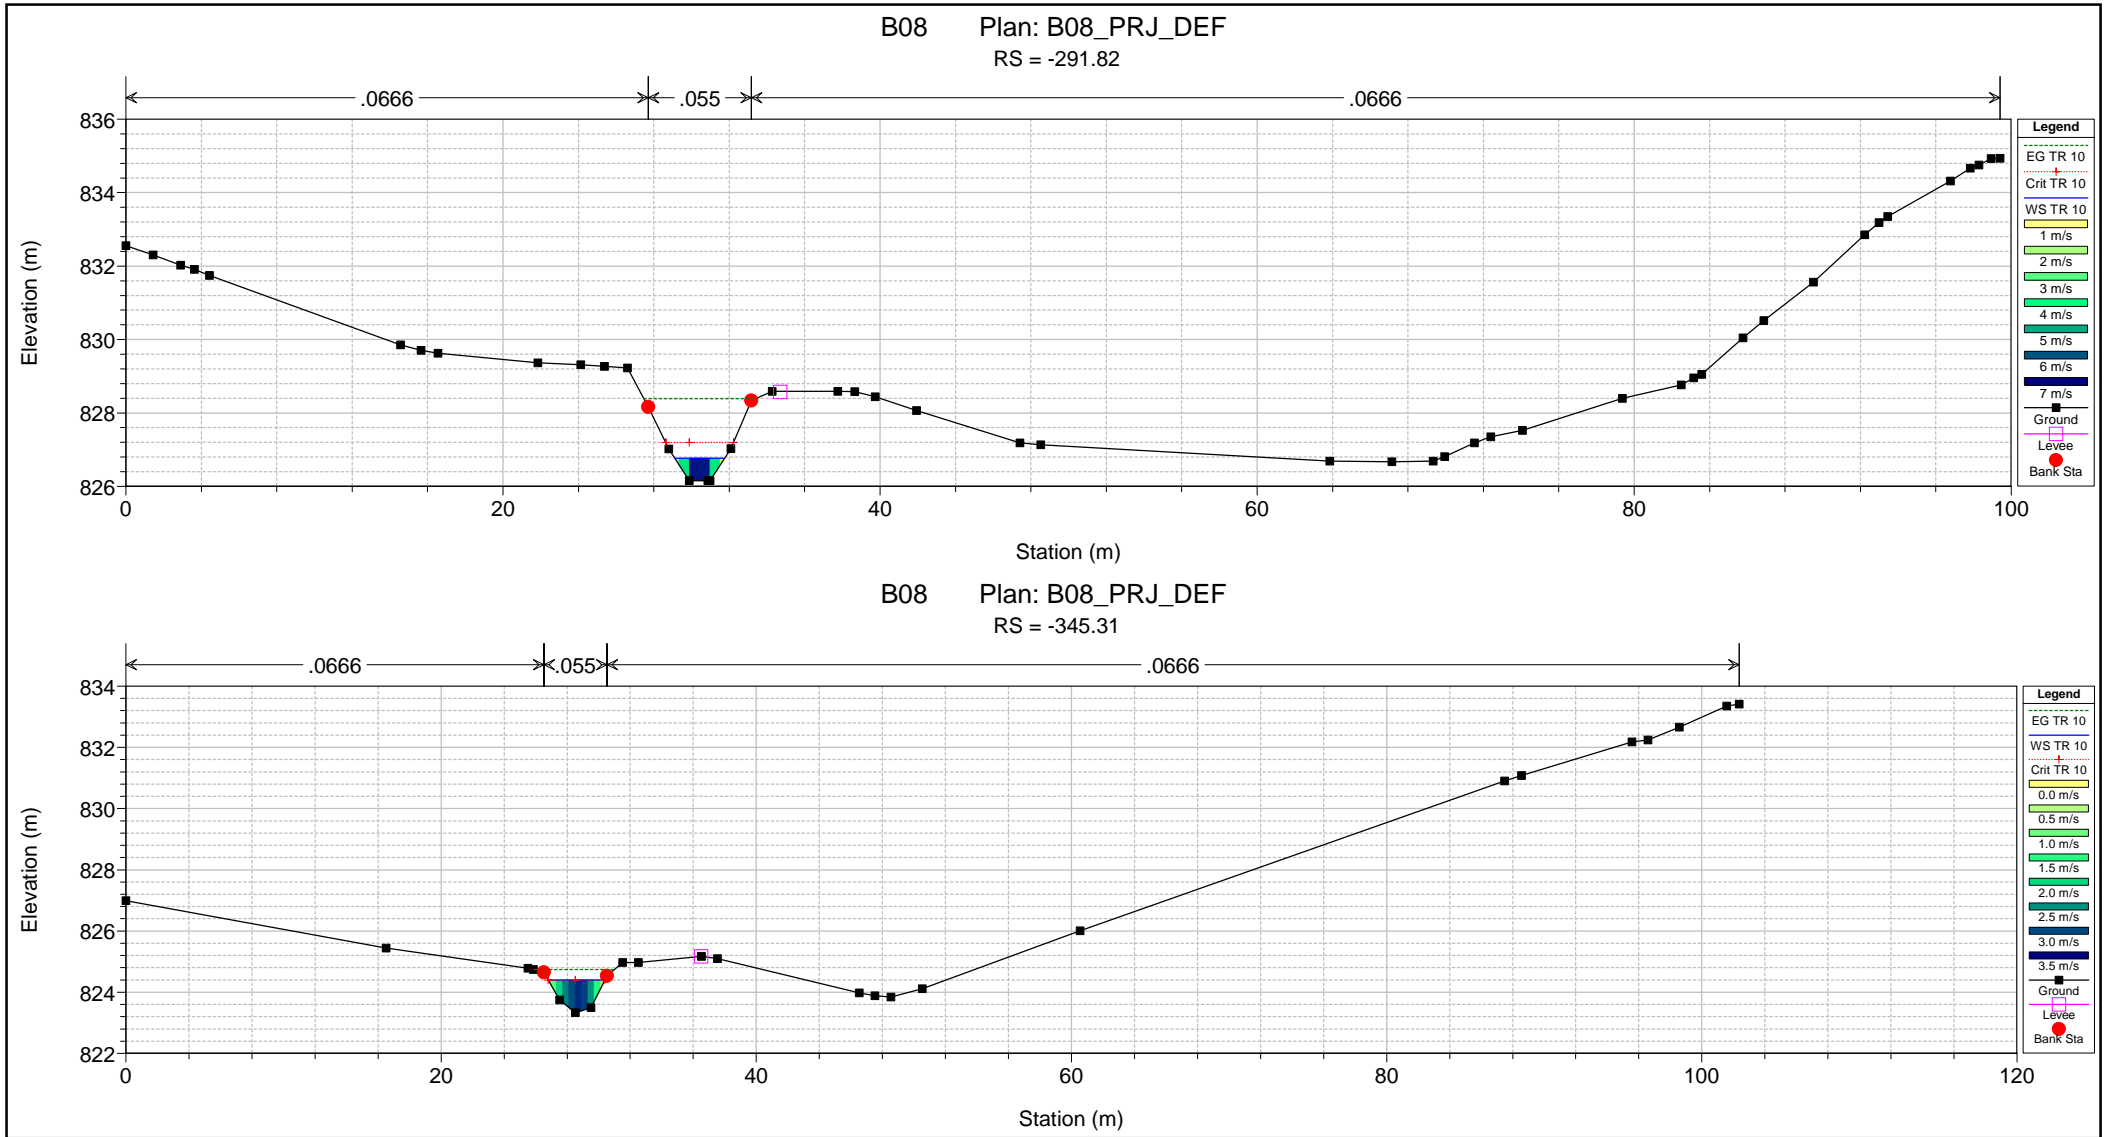 B08 Plan: B08_PRJ_DEF
RS = -291.82
.0666 .055 .0666
836
834
832
830
828
826
Elevation (m)
0 20 40 60 80 100
Station (m)
Legend
EG TR 10
Crit TR 10
WS TR 10
1 m/s
2 m/s
3 m/s
4 m/s
5 m/s
6 m/s
7 m/s
Ground
Levee
Bank Sta
B08 Plan: B08_PRJ_DEF
RS = -345.31
.0666 .055 .0666
834
832
830
828
826
824
822
Elevation (m)
0 20 40 60 80 100 120
Station (m)
Legend
EG TR 10
WS TR 10
Crit TR 10
0.0 m/s
0.5 m/s
1.0 m/s
1.5 m/s
2.0 m/s
2.5 m/s
3.0 m/s
3.5 m/s
Ground
Levee
Bank Sta